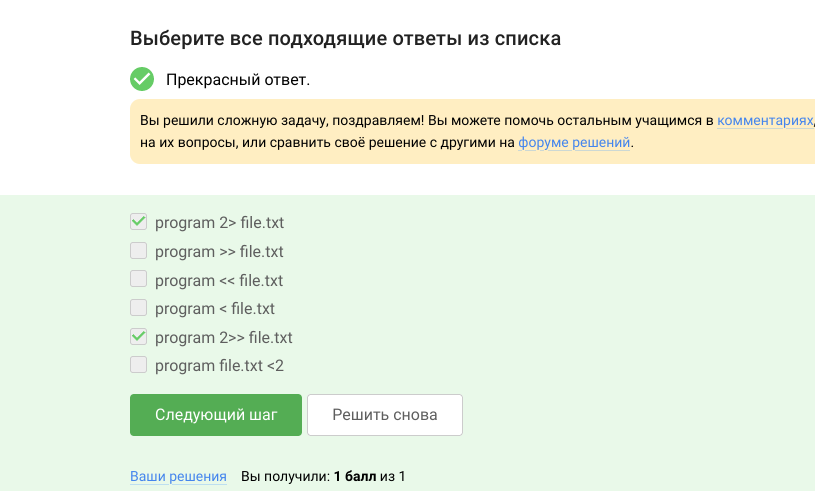 Выберите все подходящие ответы из списка
Прекрасный ответ.
Вы решили сложную задачу, поздравляем! Вы можете помочь остальным учащимся в комментариях,
на их вопросы, или сравнить своё решение с другими на форуме решений.
program 2> file.txt
program >> file.txt
program << file.txt
program < file.txt
program 2>> file.txt
program file.txt <2
Следующий шаг Решить снова
Ваши решения Вы получили: 1 балл из 1